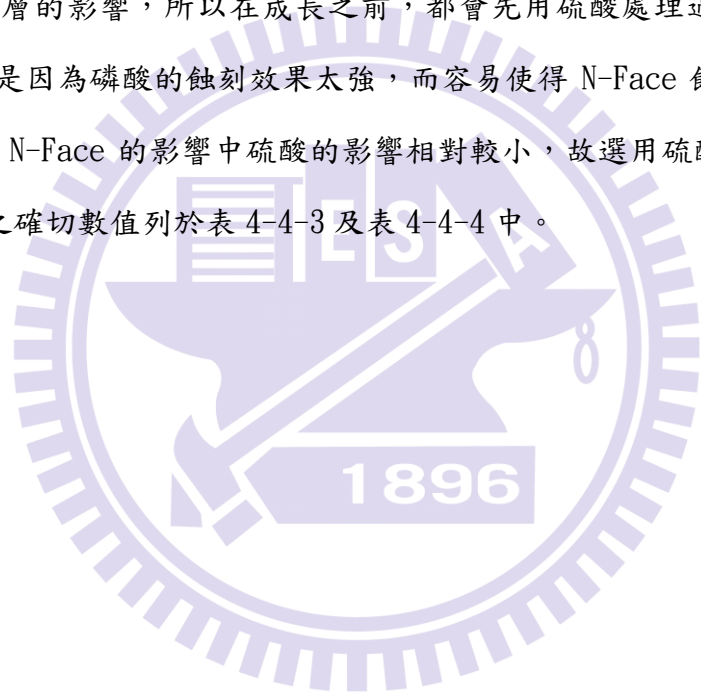 層的影響，所以在成長之前，都會先用硫酸處理
是因為磷酸的蝕刻效果太強，而容易使得 N-Face
N-Face 的影響中硫酸的影響相對較小，故選用硫酸
確切數值列於表 4-4-3 及表 4-4-4 中。
E S A
1896